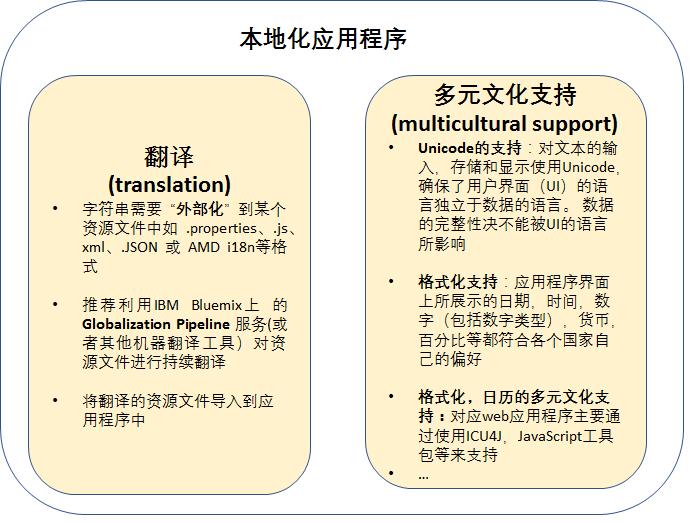 本地化应用程序
翻译
(translation)
• 字符串需要 “外部化” 到某个
资源文件中如 .properties、.js、
xml、.JSON 或 AMD i18n等格
式
• 推荐利用IBM Bluemix上 的
Globalization Pipeline 服务(或
者其他机器翻译工具）对资
源文件进行持续翻译
• 将翻译的资源文件导入到应
用程序中
多元文化支持
(multicultural support)
• Unicode的支持：对文本的输
入，存储和显示使用Unicode,
确保了用户界面（UI）的语
言独立于数据的语言。 数据
的完整性决不能被UI的语言
所影响
• 格式化支持：应用程序界面
上所展示的日期，时间，数
字（包括数字类型），货币，
百分比等都符合各个国家自
己的偏好
• 格式化，日历的多元文化支
持：对应web应用程序主要通
过使用ICU4J，JavaScript工具
包等来支持
• ...